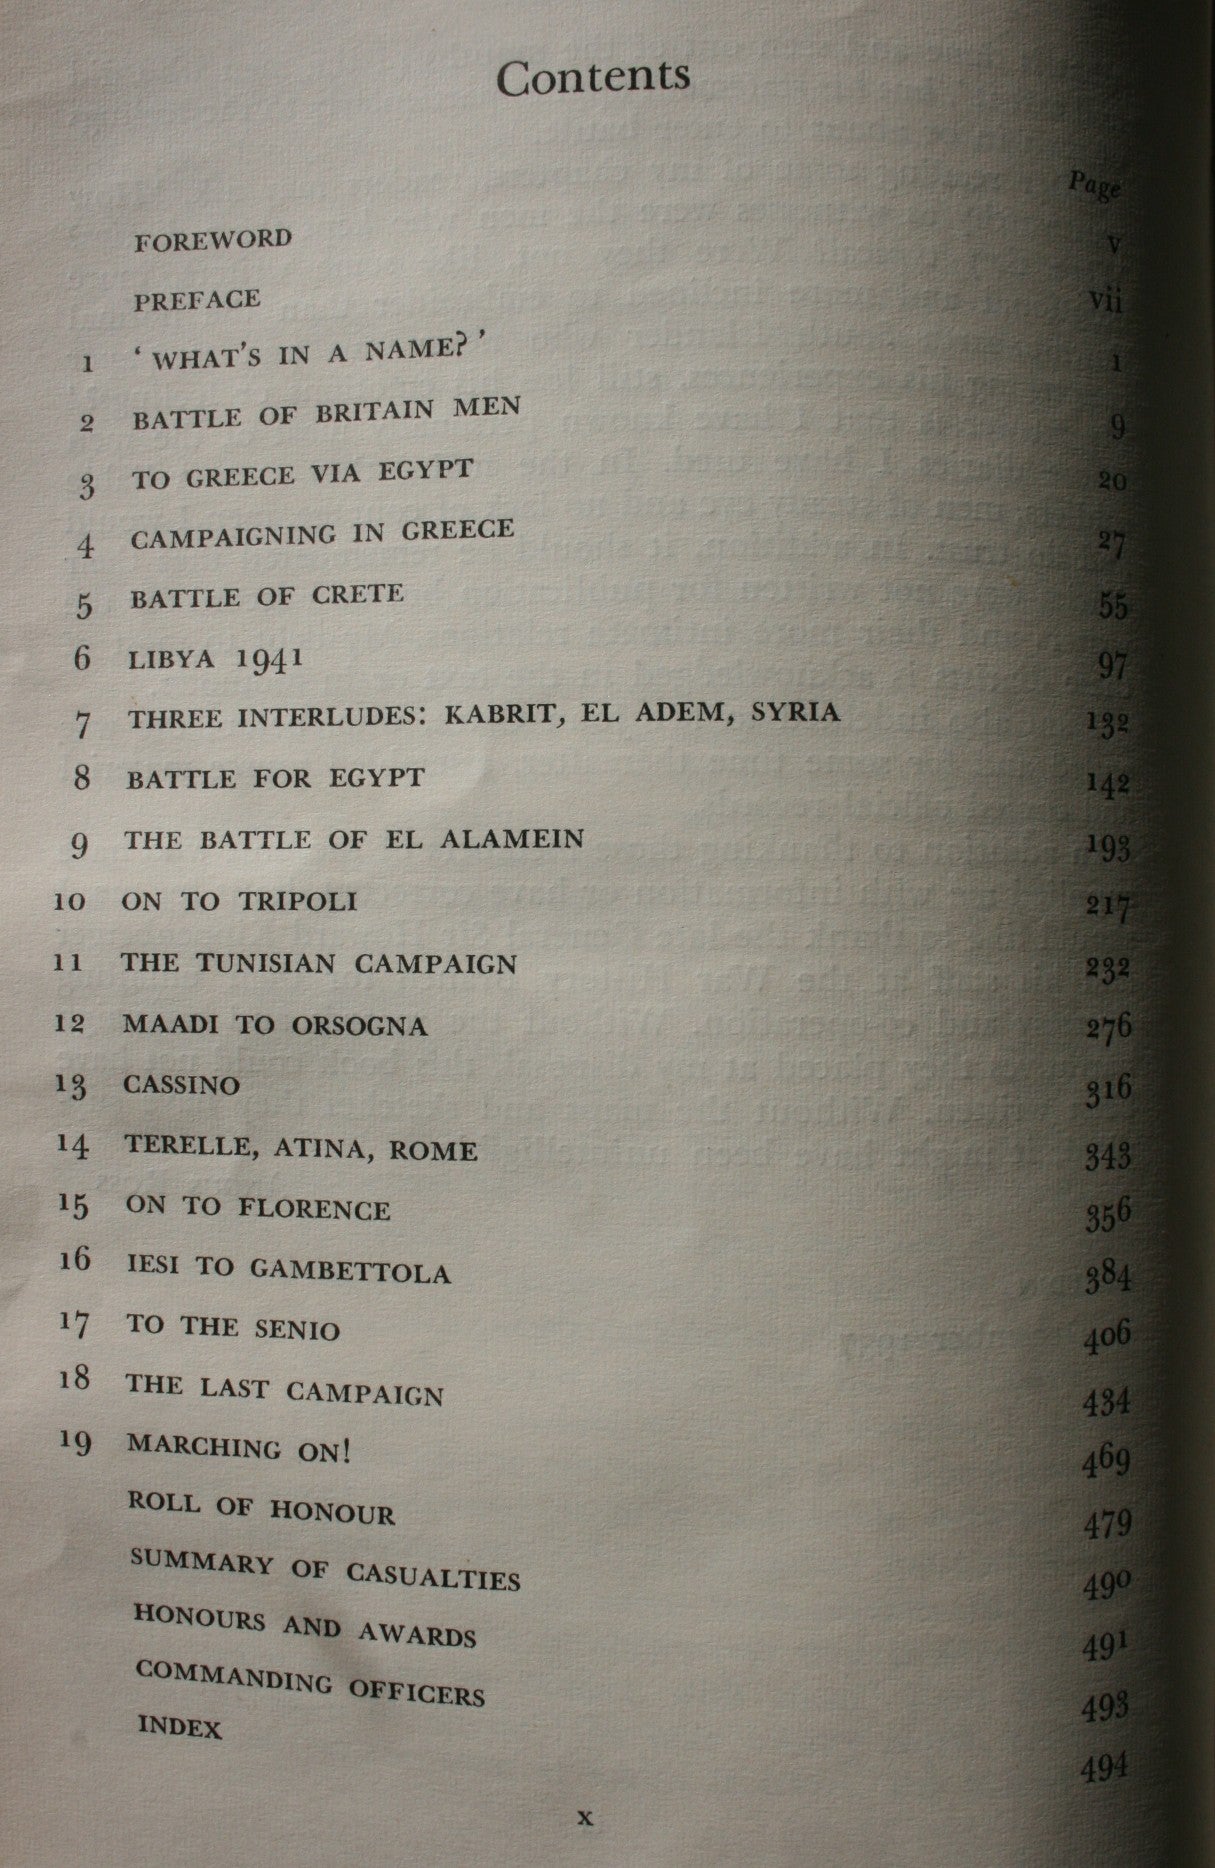 Contents
Page
FOREWORD v
PREFACE vii
1 ‘ WHAT'S IN A NAME? ’ 1
2 BATTLE OF BRITAIN MEN 9
3 TO GREECE VIA EGYPT 20
4 CAMPAIGNING IN GREECE 27
5 BATTLE OF CRETE 55
6 LIBYA 1941 97
7 THREE INTERLUDES: KABRIT, EL ADEM, SYRIA 132
8 BATTLE FOR EGYPT 142
9 THE BATTLE OF EL ALAMEIN 193
10 ON TO TRIPOLI 217
11 THE TUNISIAN CAMPAIGN 232
12 MAADI TO ORSOGNA 276
13 CASSINO 316
14 TERELLE, ATINA, ROME 343
15 ON TO FLORENCE 356
16 IESI TO GAMBETTOLA 384
17 TO THE SENIO 406
18 THE LAST CAMPAIGN 434
19 MARCHING ON! 469
ROLL OF HONOUR 479
SUMMARY OF CASUALTIES 490
HONOURS AND AWARDS 491
COMMANDING OFFICERS 493
INDEX 494
x